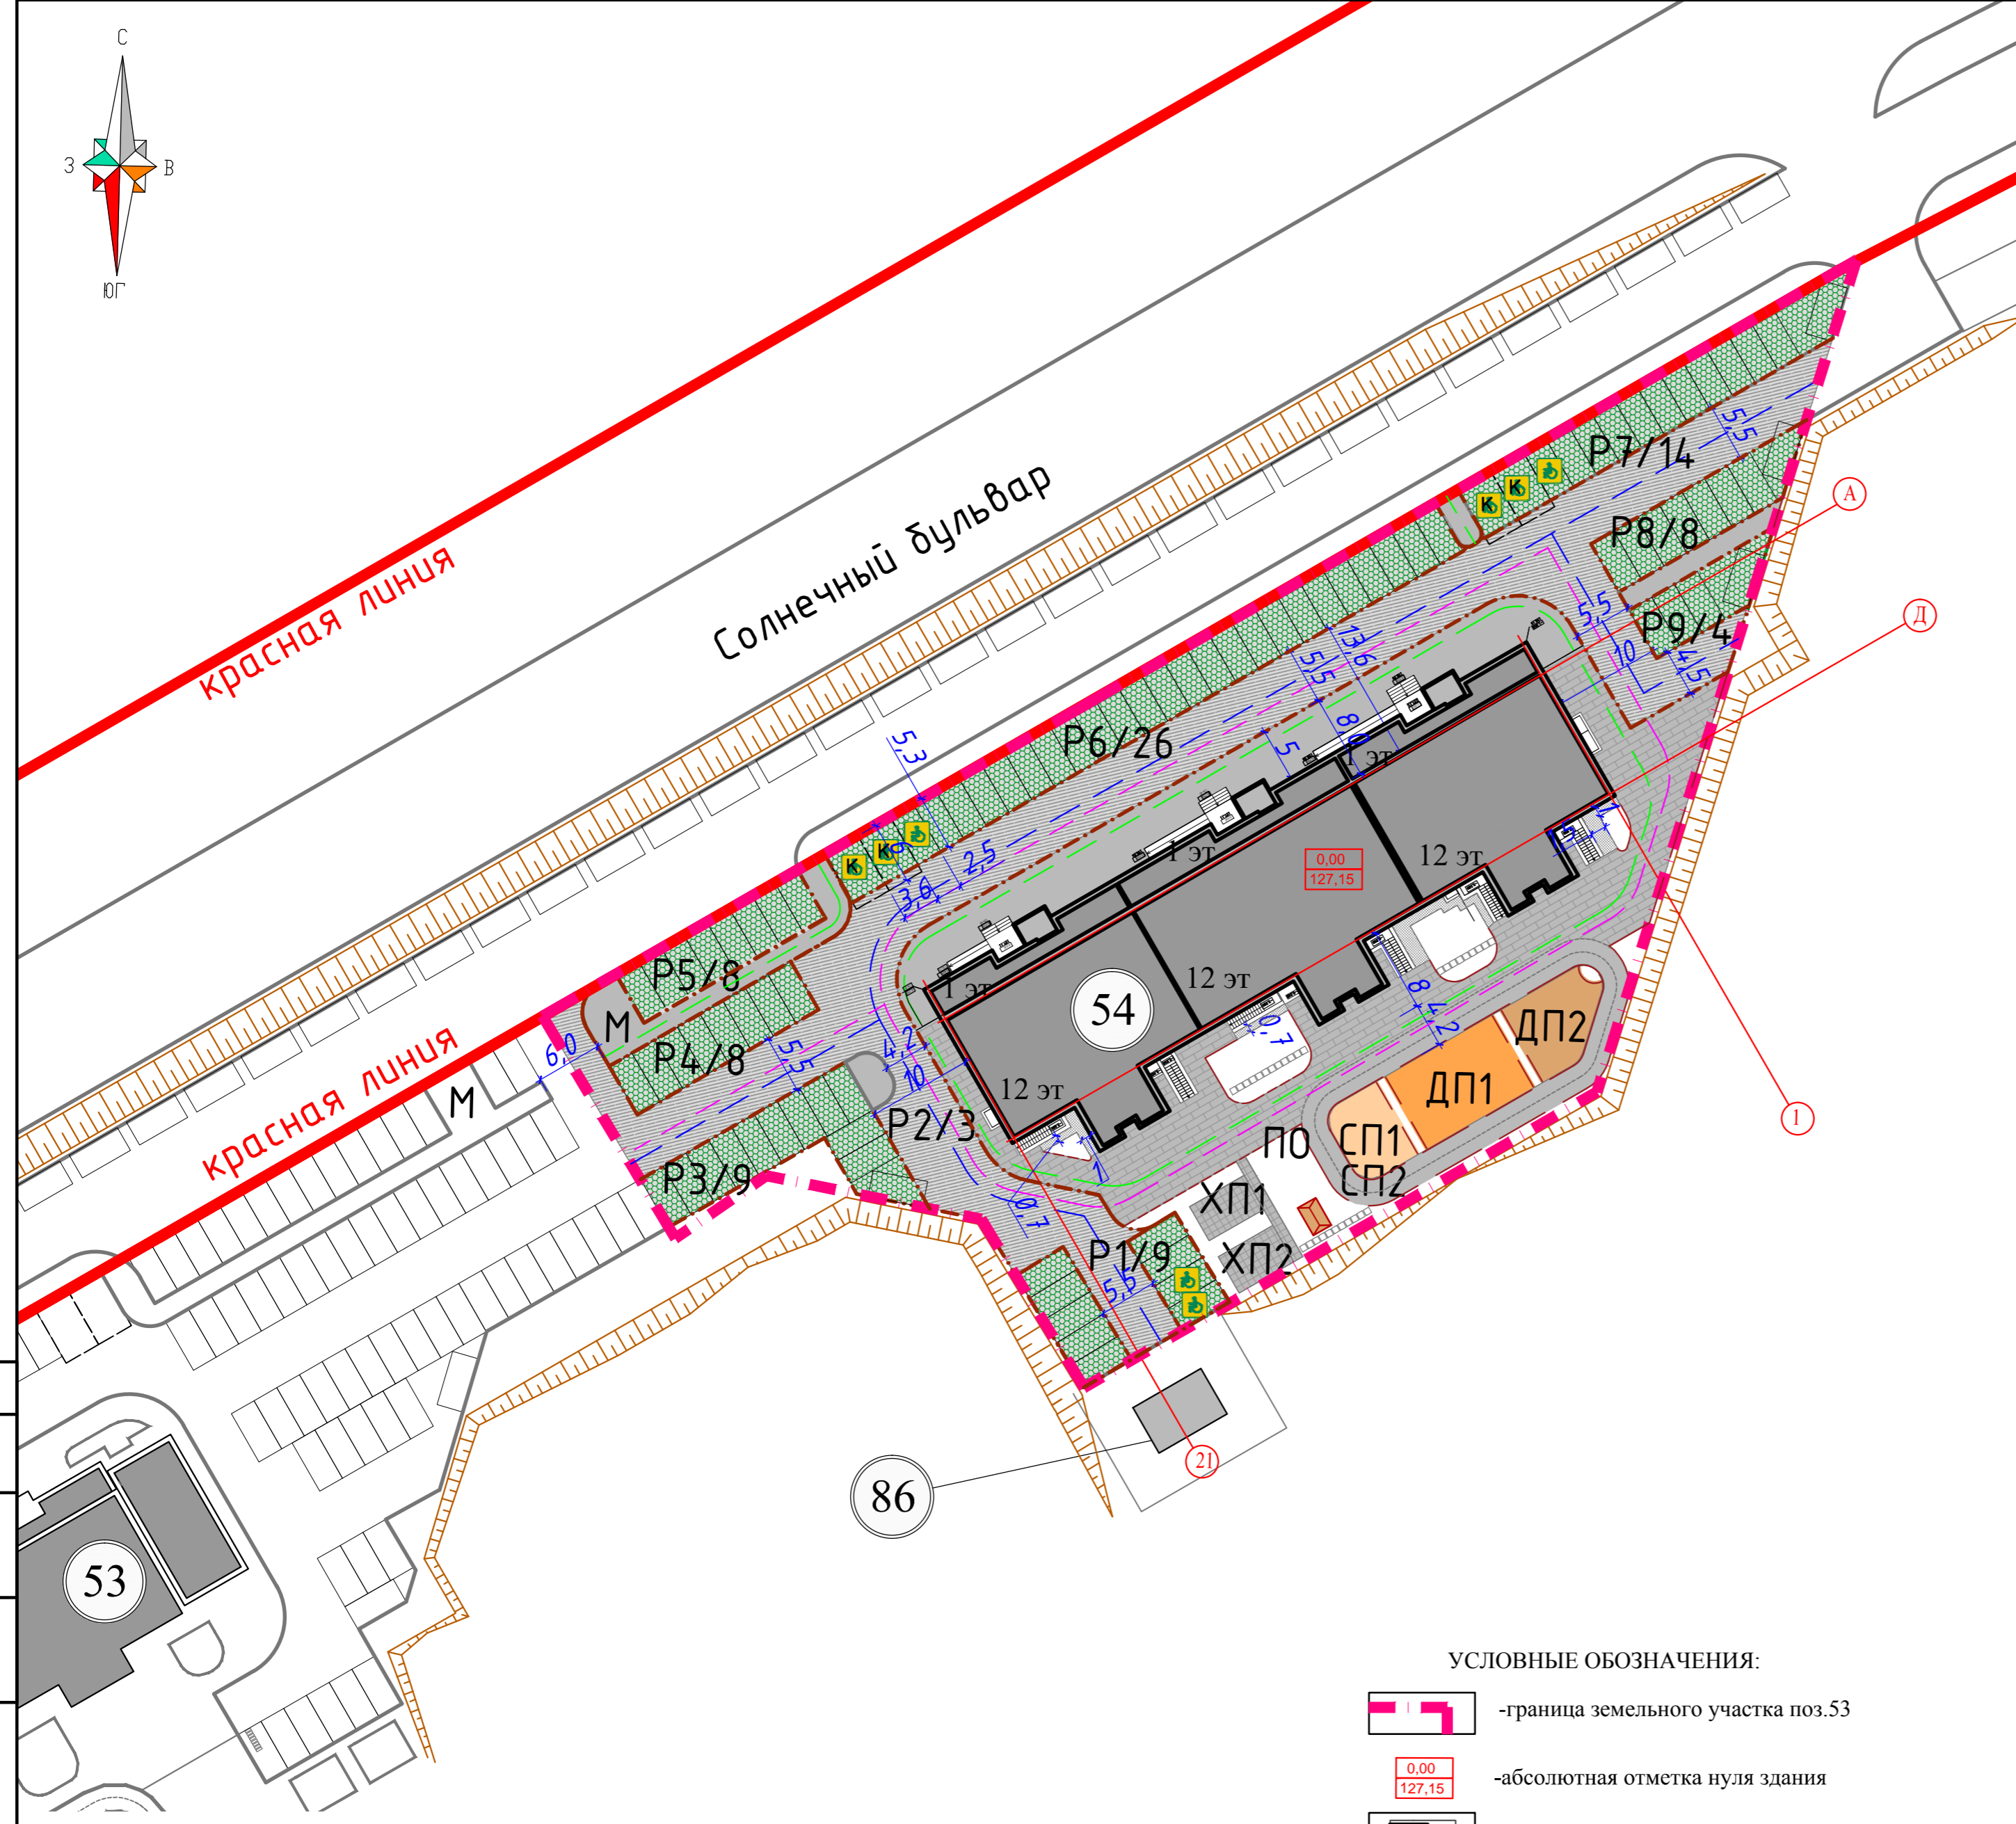 С
З
В
ЮГ
красная линия
Солнечный бульвар
красная линия
Р7/14
5,5
К
К
А
Р8/8
5,5
Р9/4
Д
10
4,5
13,6
5,5
8,0
5
1 эт
Р6/26
5,3
К
К
6
2,5
3,6
1 эт
0,00
127,15
12 эт
1,5
1
Р5/8
М
1 эт
54
12 эт
0,7
8
4,2
ДП2
6,0
Р4/8
5,5
4,2
10
12 эт
ДП1
М
Р2/3
ПО
СП1
СП2
1
Р3/9
1
ХП1
0,7
Р1/9
ХП2
5,5
21
86
53
УСЛОВНЫЕ ОБОЗНАЧЕНИЯ:
-граница земельного участка поз.53
0,00
127,15
-абсолютная отметка нуля здания